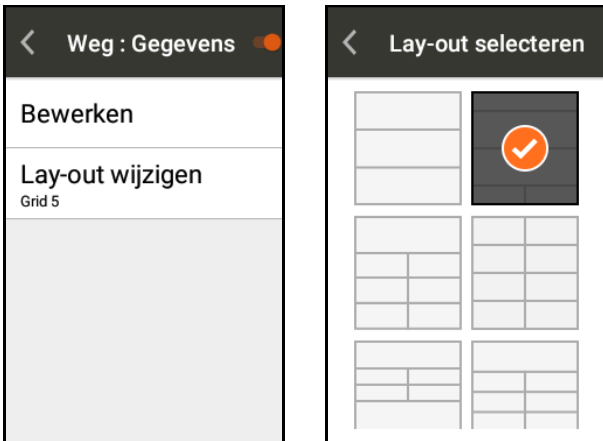 Weg : Gegevens
Bewerken
Lay-out wijzigen
Grid 5
Lay-out selecteren